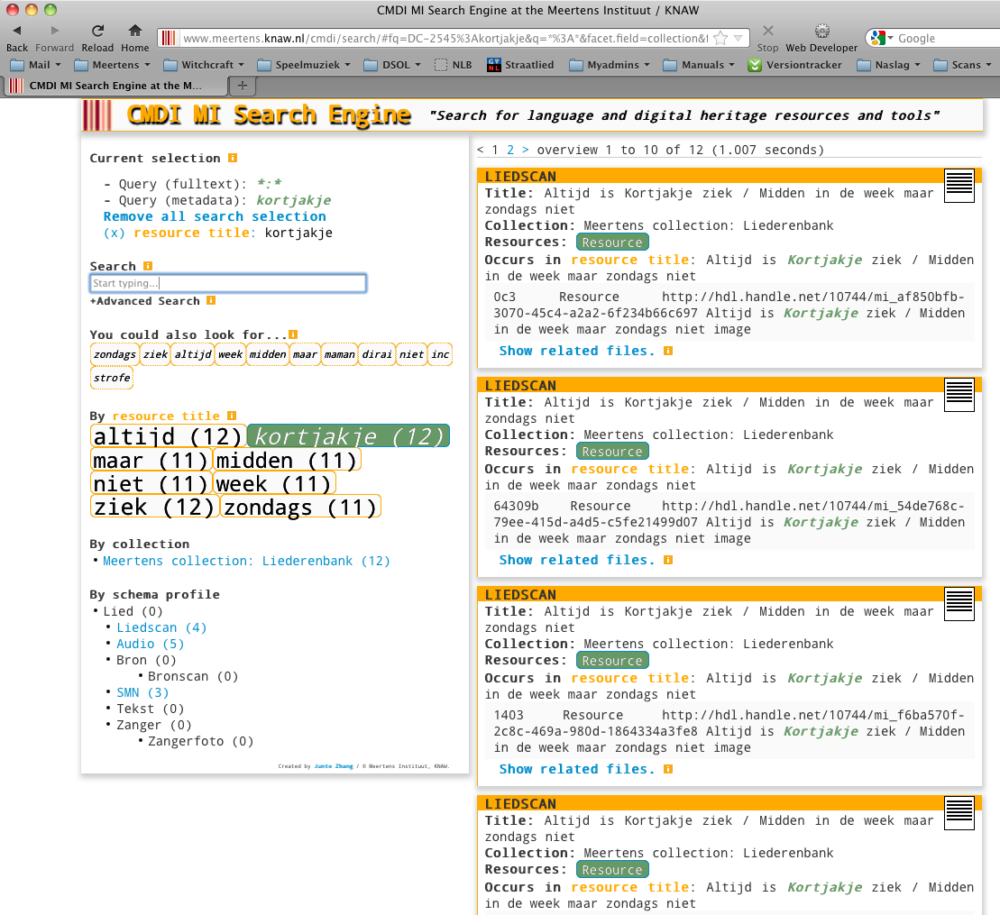 CMDI MI Search Engine at the Meertens Instituut / KNAW
Back Forward Reload Home
www.meertens.knaw.nl/cmdi/search/#fq=DC-2545%3Akortjakje&q=*%3A*&facet.field=collection&
Stop Web Developer Google
Mail Meertens Witchcraft Speelmuziek DSOL NLB Straatlied Myadmins Manuals Versiontracker Naslag Scans
CMDI MI Search Engine at the M...
CMDI MI Search Engine "Search for language and digital heritage resources and tools"
Current selection
- Query (fulltext): *:*
- Query (metadata): kortjakje
Remove all search selection
(x) resource title: kortjakje
Search
Start typing...
+Advanced Search
You could also look for...
zondags ziek altijd week midden maar maman dirai niet inc
strofe
By resource title
altijd (12) kortjakje (12)
maar (11) midden (11)
niet (11) week (11)
ziek (12) zondags (11)
By collection
• Meertens collection: Liederenbank (12)
By schema profile
• Lied (0)
• Liedscan (4)
• Audio (5)
• Bron (0)
• Bronscan (0)
• SMN (3)
• Tekst (0)
• Zanger (0)
• Zangerfoto (0)
Created by Junte Zhang / © Meertens Instituut, KNAW.
< 1 2 > overview 1 to 10 of 12 (1.007 seconds)
LIEDSCAN
Title: Altijd is Kortjakje ziek / Midden in de week maar
zondags niet
Collection: Meertens collection: Liederenbank
Resources: Resource
Occurs in resource title: Altijd is Kortjakje ziek / Midden
in de week maar zondags niet
0c3 Resource http://hdl.handle.net/10744/mi_af850bfb-
3070-45c4-a2a2-6f234b66c697 Altijd is Kortjakje ziek / Midden
in de week maar zondags niet image
Show related files.
LIEDSCAN
Title: Altijd is Kortjakje ziek / Midden in de week maar
zondags niet
Collection: Meertens collection: Liederenbank
Resources: Resource
Occurs in resource title: Altijd is Kortjakje ziek / Midden
in de week maar zondags niet
64309b Resource http://hdl.handle.net/10744/mi_54de768c-
79ee-415d-a4d5-c5fe21499d07 Altijd is Kortjakje ziek / Midden
in de week maar zondags niet image
Show related files.
LIEDSCAN
Title: Altijd is Kortjakje ziek / Midden in de week maar
zondags niet
Collection: Meertens collection: Liederenbank
Resources: Resource
Occurs in resource title: Altijd is Kortjakje ziek / Midden
in de week maar zondags niet
1403 Resource http://hdl.handle.net/10744/mi_f6ba570f-
2c8c-469a-980d-1864334a3fe8 Altijd is Kortjakje ziek / Midden
in de week maar zondags niet image
Show related files.
LIEDSCAN
Title: Altijd is Kortjakje ziek / Midden in de week maar
zondags niet
Collection: Meertens collection: Liederenbank
Resources: Resource
Occurs in resource title: Altijd is Kortjakje ziek / Midden
in de week maar zondags niet